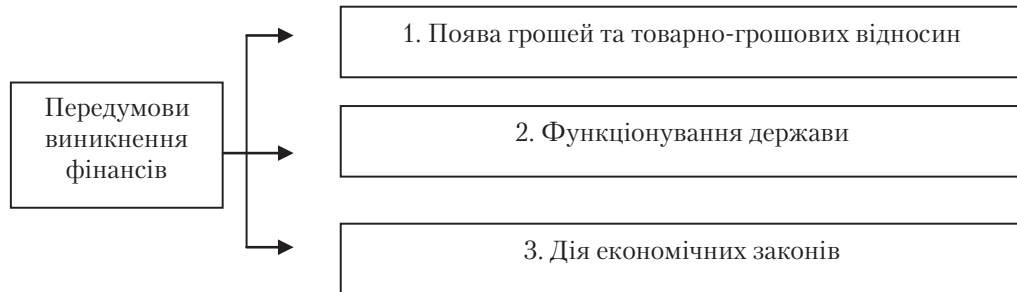 1. Поява грошей та товарно-грошових відносин
Передумови
виникнення
фінансів
2. Функціонування держави
3. Дія економічних законів